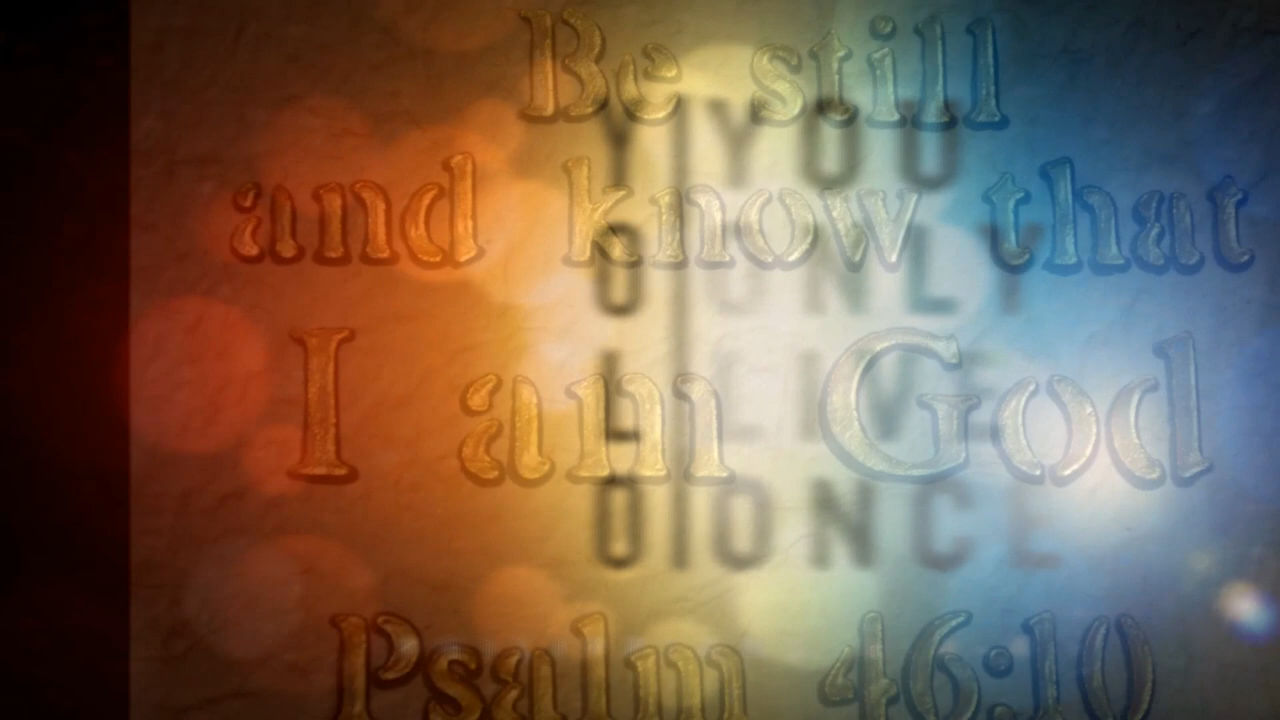 Be still
Y|YOU
and know that
O|ONLY
I am God
L|LIVE
O|ONCE
Psalm 46:10